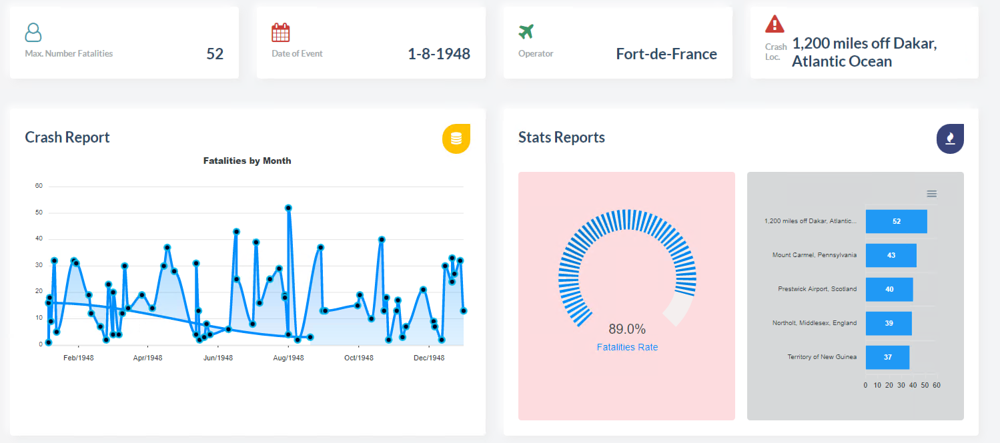 Max. Number Fatalities
52
Date of Event
1-8-1948
Operator
Fort-de-France
Crash
Loc.
1,200 miles off Dakar,
Atlantic Ocean
Crash Report
Fatalities by Month
60
50
40
30
20
10
0
Feb/1948 Apr/1948 Jun/1948 Aug/1948 Oct/1948 Dec/1948
Stats Reports
89.0%
Fatalities Rate
1,200 miles off Dakar, Atlantic... 52
Mount Carmel, Pennsylvania 43
Prestwick Airport, Scotland 40
Northolt, Middlesex, England 39
Territory of New Guinea 37
0 10 20 30 40 50 60